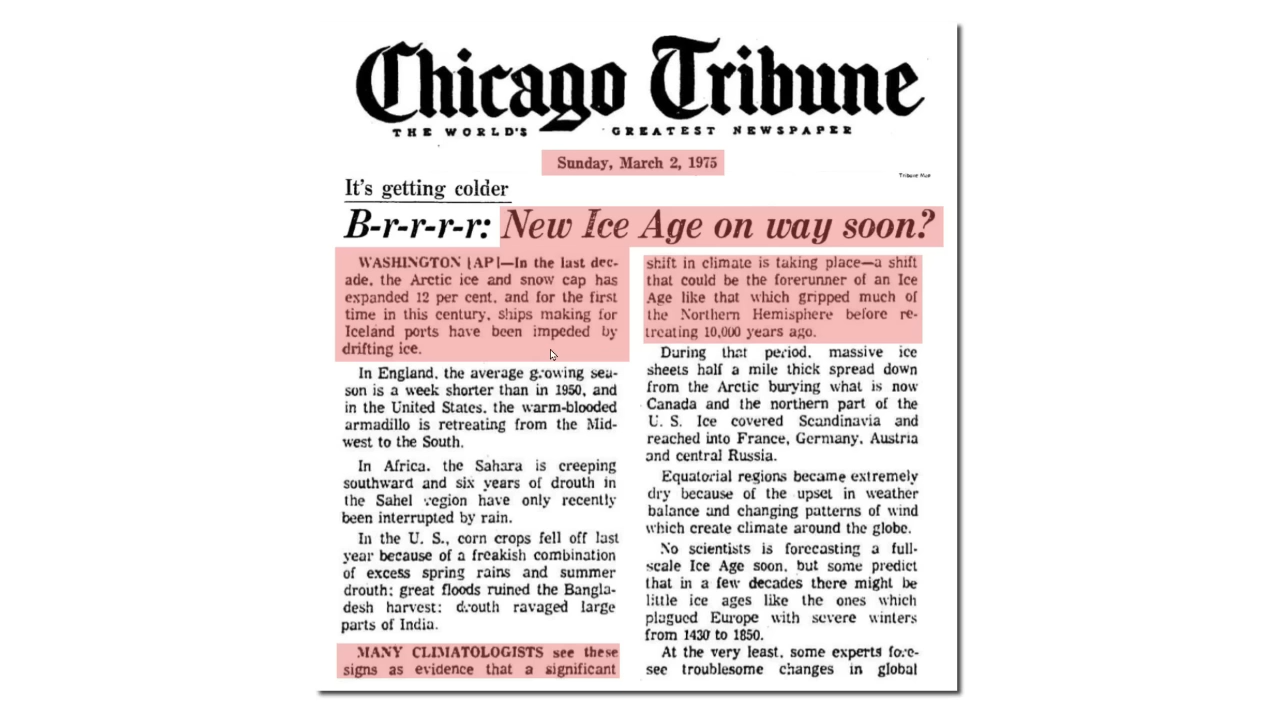 Chicago Tribune
THE WORLD'S GREATEST NEWSPAPER
Sunday, March 2, 1975
Tribune
It's getting colder
B-r-r-r-r: New Ice Age on way soon?
WASHINGTON [AP]—In the last dec-
ade, the Arctic ice and snow cap has
expanded 12 per cent, and for the first
time in this century, ships making for
Iceland ports have been impeded by
drifting ice.
In England, the average growing sea-
son is a week shorter than in 1950, and
in the United States, the warm-blooded
armadillo is retreating from the Mid-
west to the South.
In Africa, the Sahara is creeping
southward and six years of drouth in
the Sahel region have only recently
been interrupted by rain.
In the U. S., corn crops fell off last
year because of a freakish combination
of excess spring rains and summer
drouth; great floods ruined the Bangla-
desh harvest; drouth ravaged large
parts of India.
MANY CLIMATOLOGISTS see these
signs as evidence that a significant
shift in climate is taking place—a shift
that could be the forerunner of an Ice
Age like that which gripped much of
the Northern Hemisphere before re-
treating 10,000 years ago.
During that period, massive ice
sheets half a mile thick spread down
from the Arctic burying what is now
Canada and the northern part of the
U. S. Ice covered Scandinavia and
reached into France, Germany, Austria
and central Russia.
Equatorial regions became extremely
dry because of the upset in weather
balance and changing patterns of wind
which create climate around the globe.
No scientists is forecasting a full-
scale Ice Age soon, but some predict
that in a few decades there might be
little ice ages like the ones which
plagued Europe with severe winters
from 1430 to 1850.
At the very least, some experts fore-
see troublesome changes in global